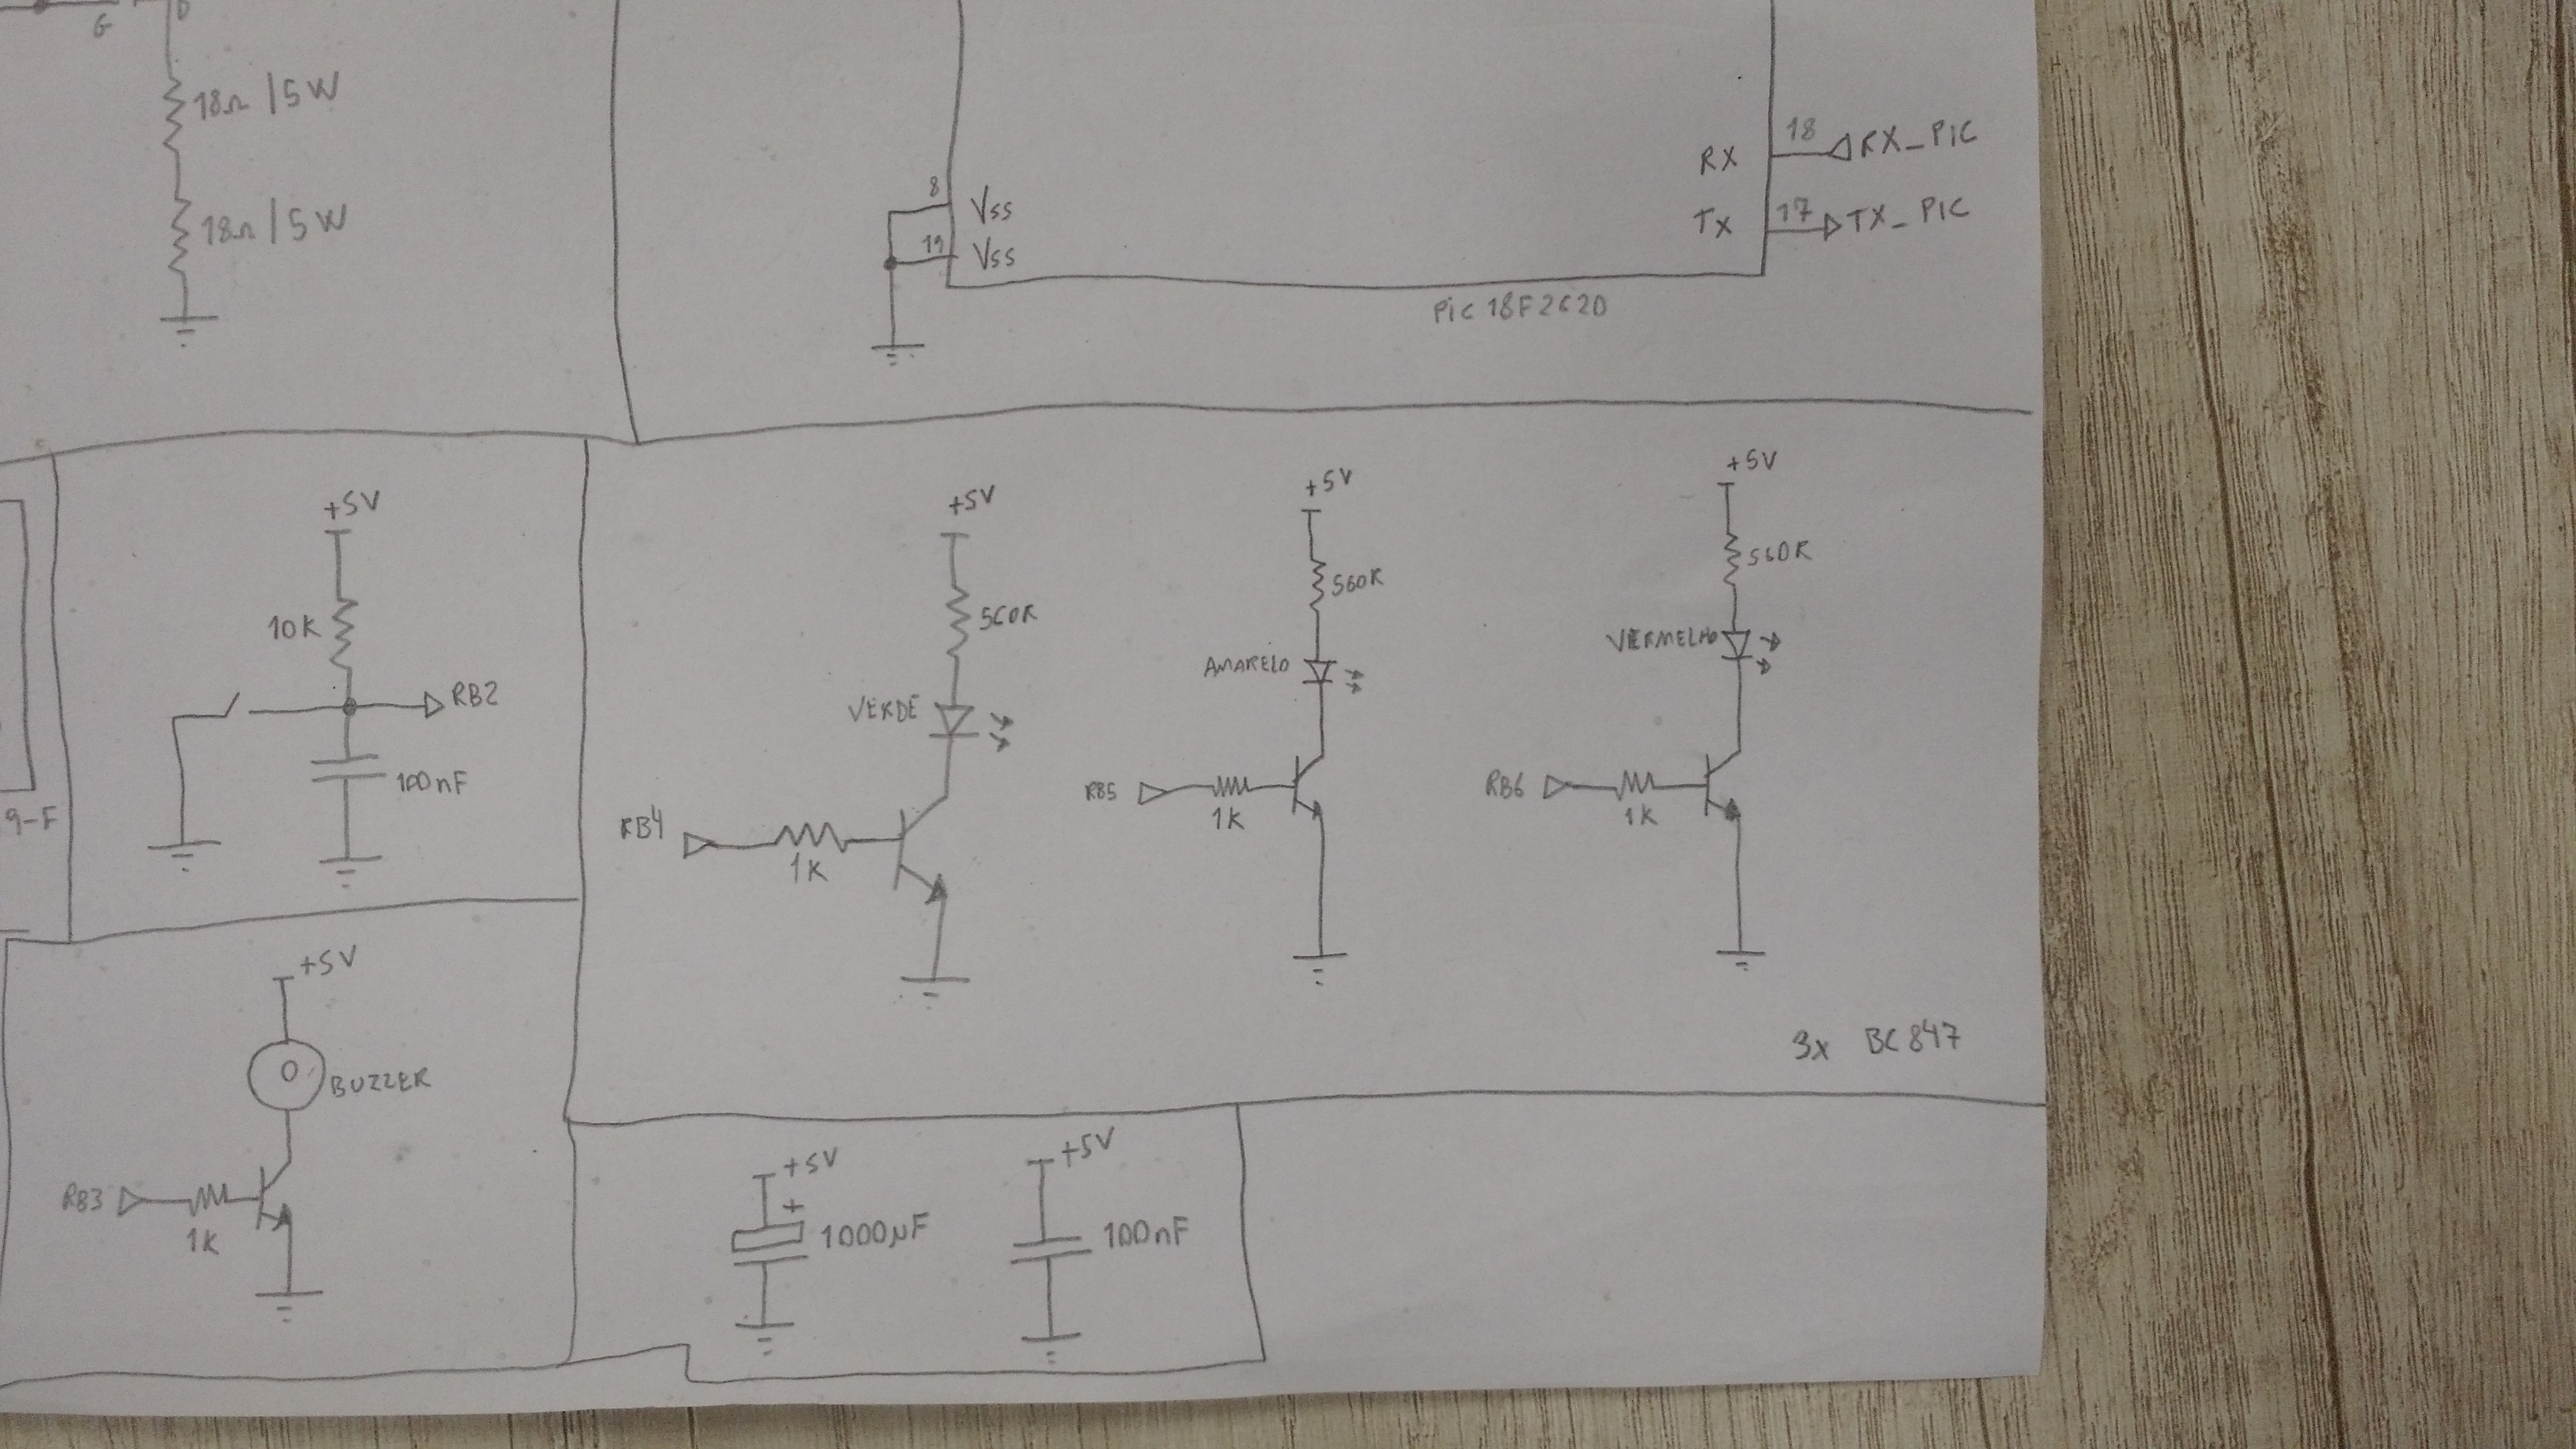 G
D
18Ω /5W
18Ω /5W
8
Vss
19
Vss
RX
18
RX_PIC
TX
17
TX_PIC
PIC 18F2620
+5V
10K
RB2
100nF
9-F
+5V
560R
VERDE
RB4
1K
+5V
560R
AMARELO
RB5
1K
+5V
560R
VERMELHO
RB6
1K
3x BC847
+5V
BUZZER
RB3
1K
+5V
+
1000µF
+5V
100nF